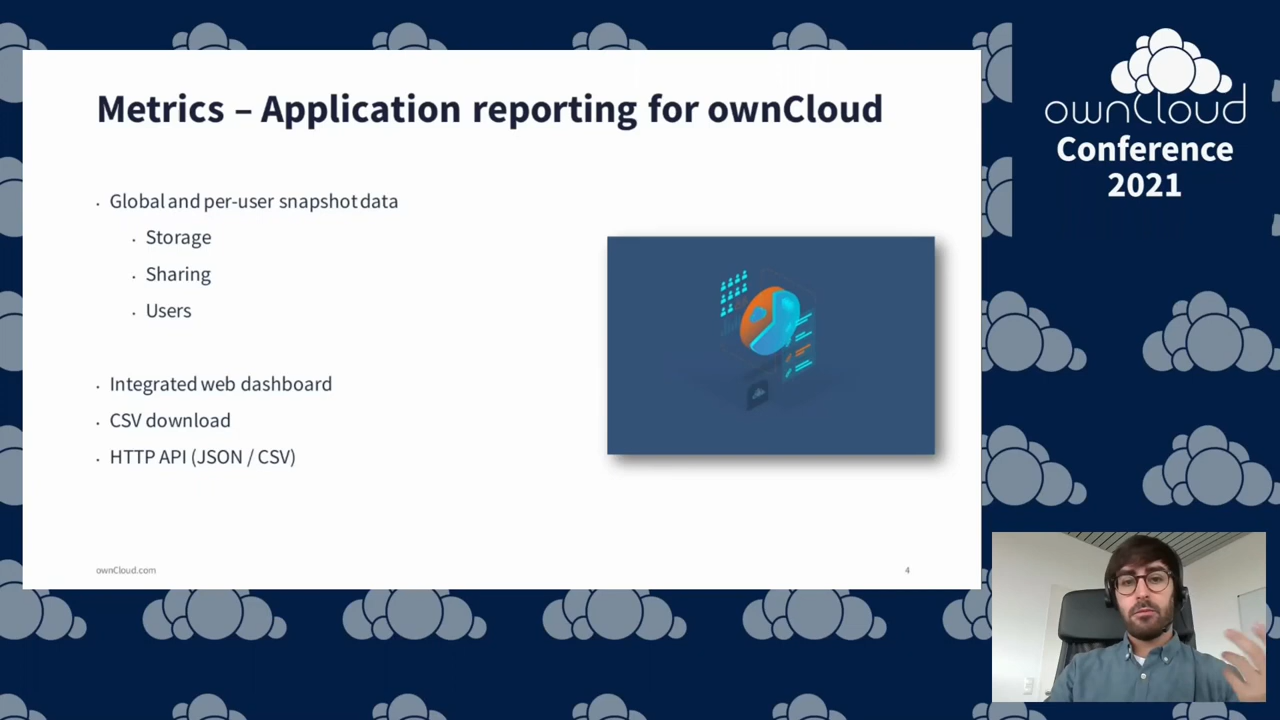 Metrics – Application reporting for ownCloud
· Global and per-user snapshot data
· Storage
· Sharing
· Users
· Integrated web dashboard
· CSV download
· HTTP API (JSON / CSV)
ownCloud.com
4
ownCloud
Conference
2021